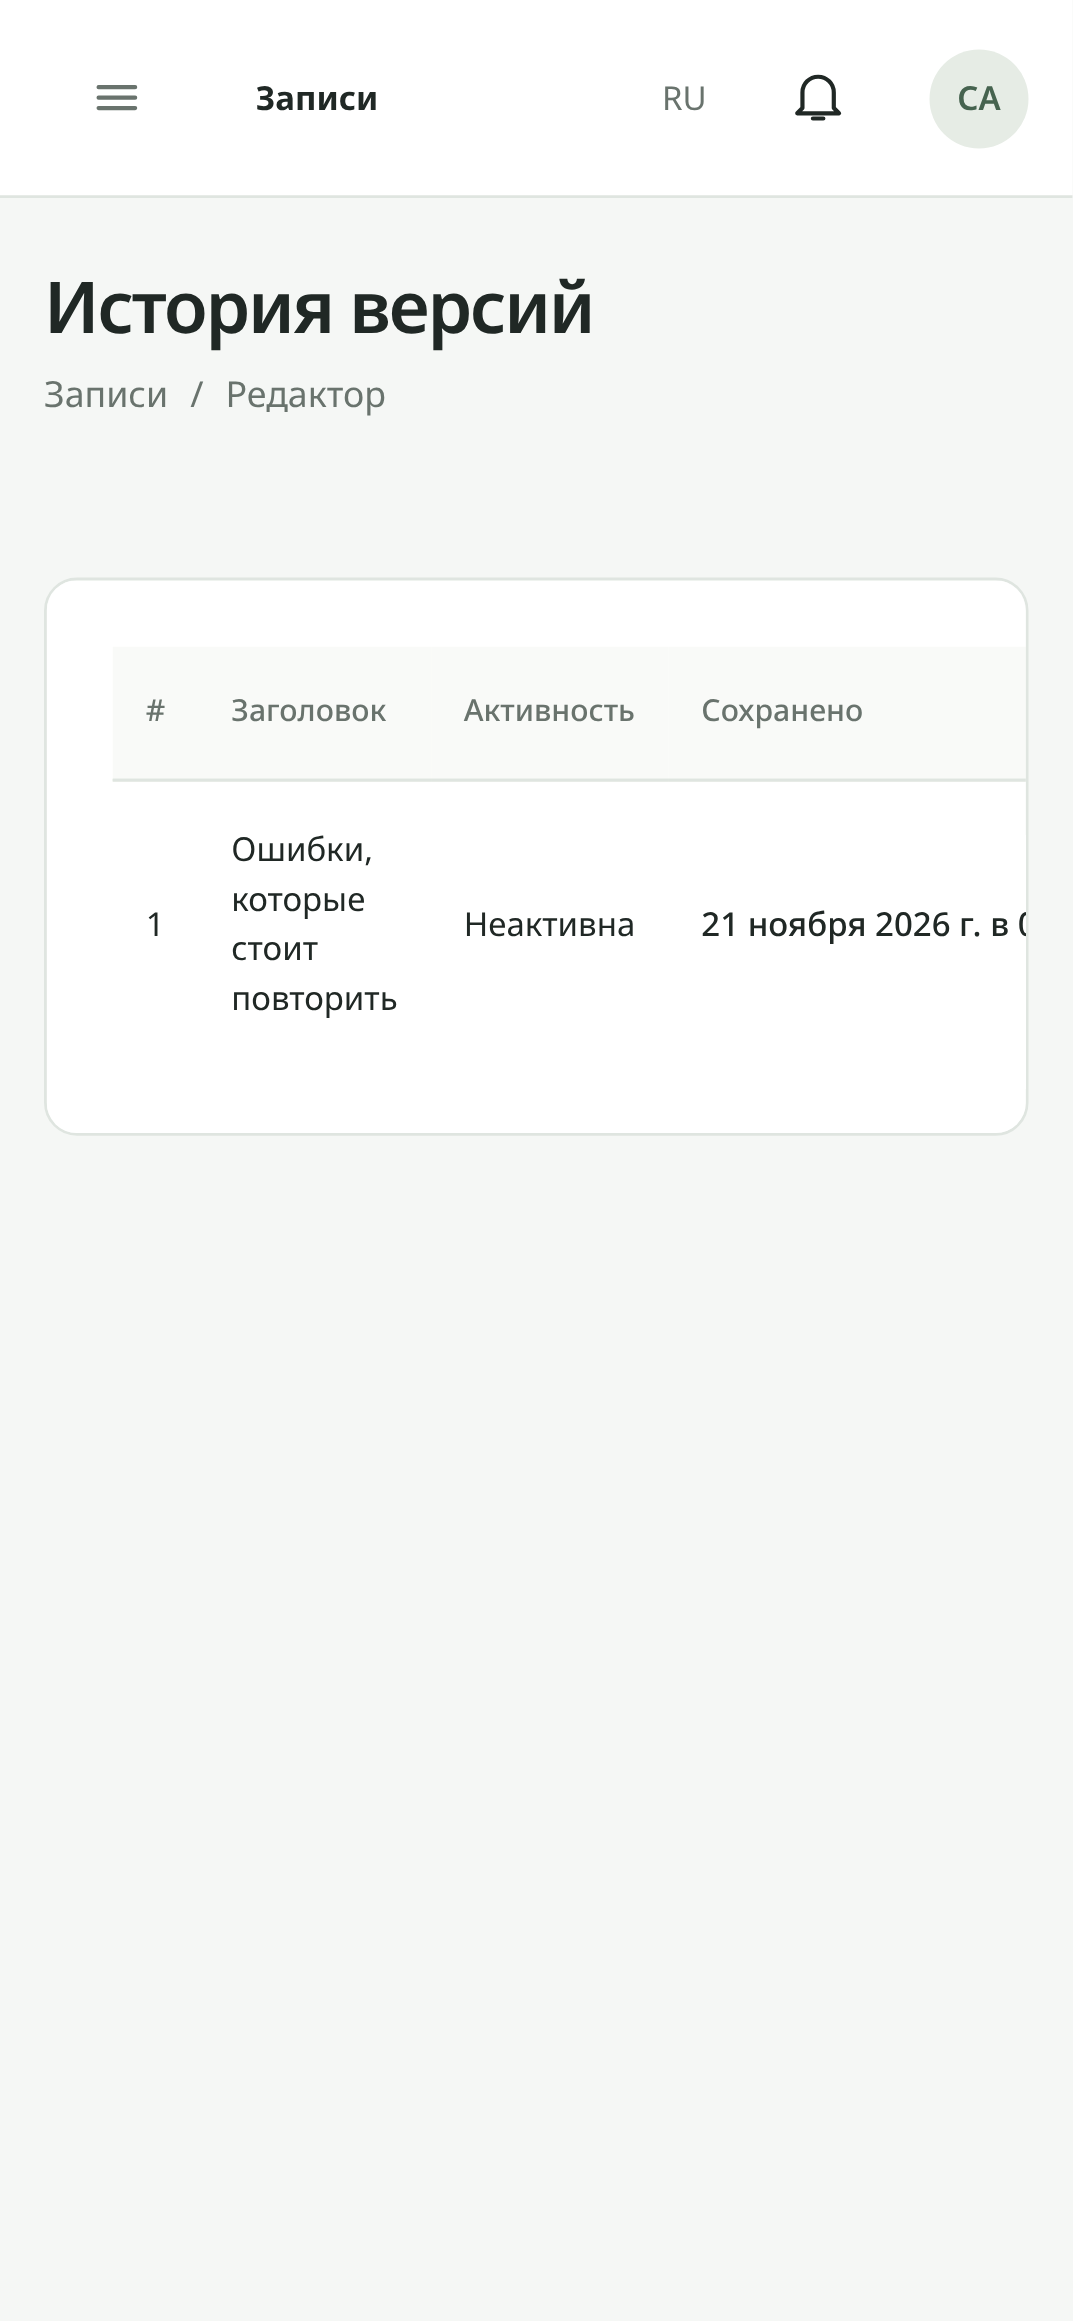 Записи
RU
CA
История версий
Записи / Редактор
# Заголовок Активность Сохранено
Ошибки,
которые
стоит
повторить
1 Неактивна 21 ноября 2026 г. в